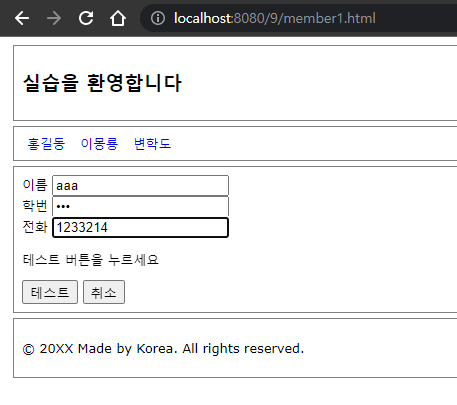 localhost:8080/9/member1.html
실습을 환영합니다
홍길동 이몽룡 변학도
이름 aaa
학번 •••
전화 1233214
테스트 버튼을 누르세요
테스트 취소
© 20XX Made by Korea. All rights reserved.